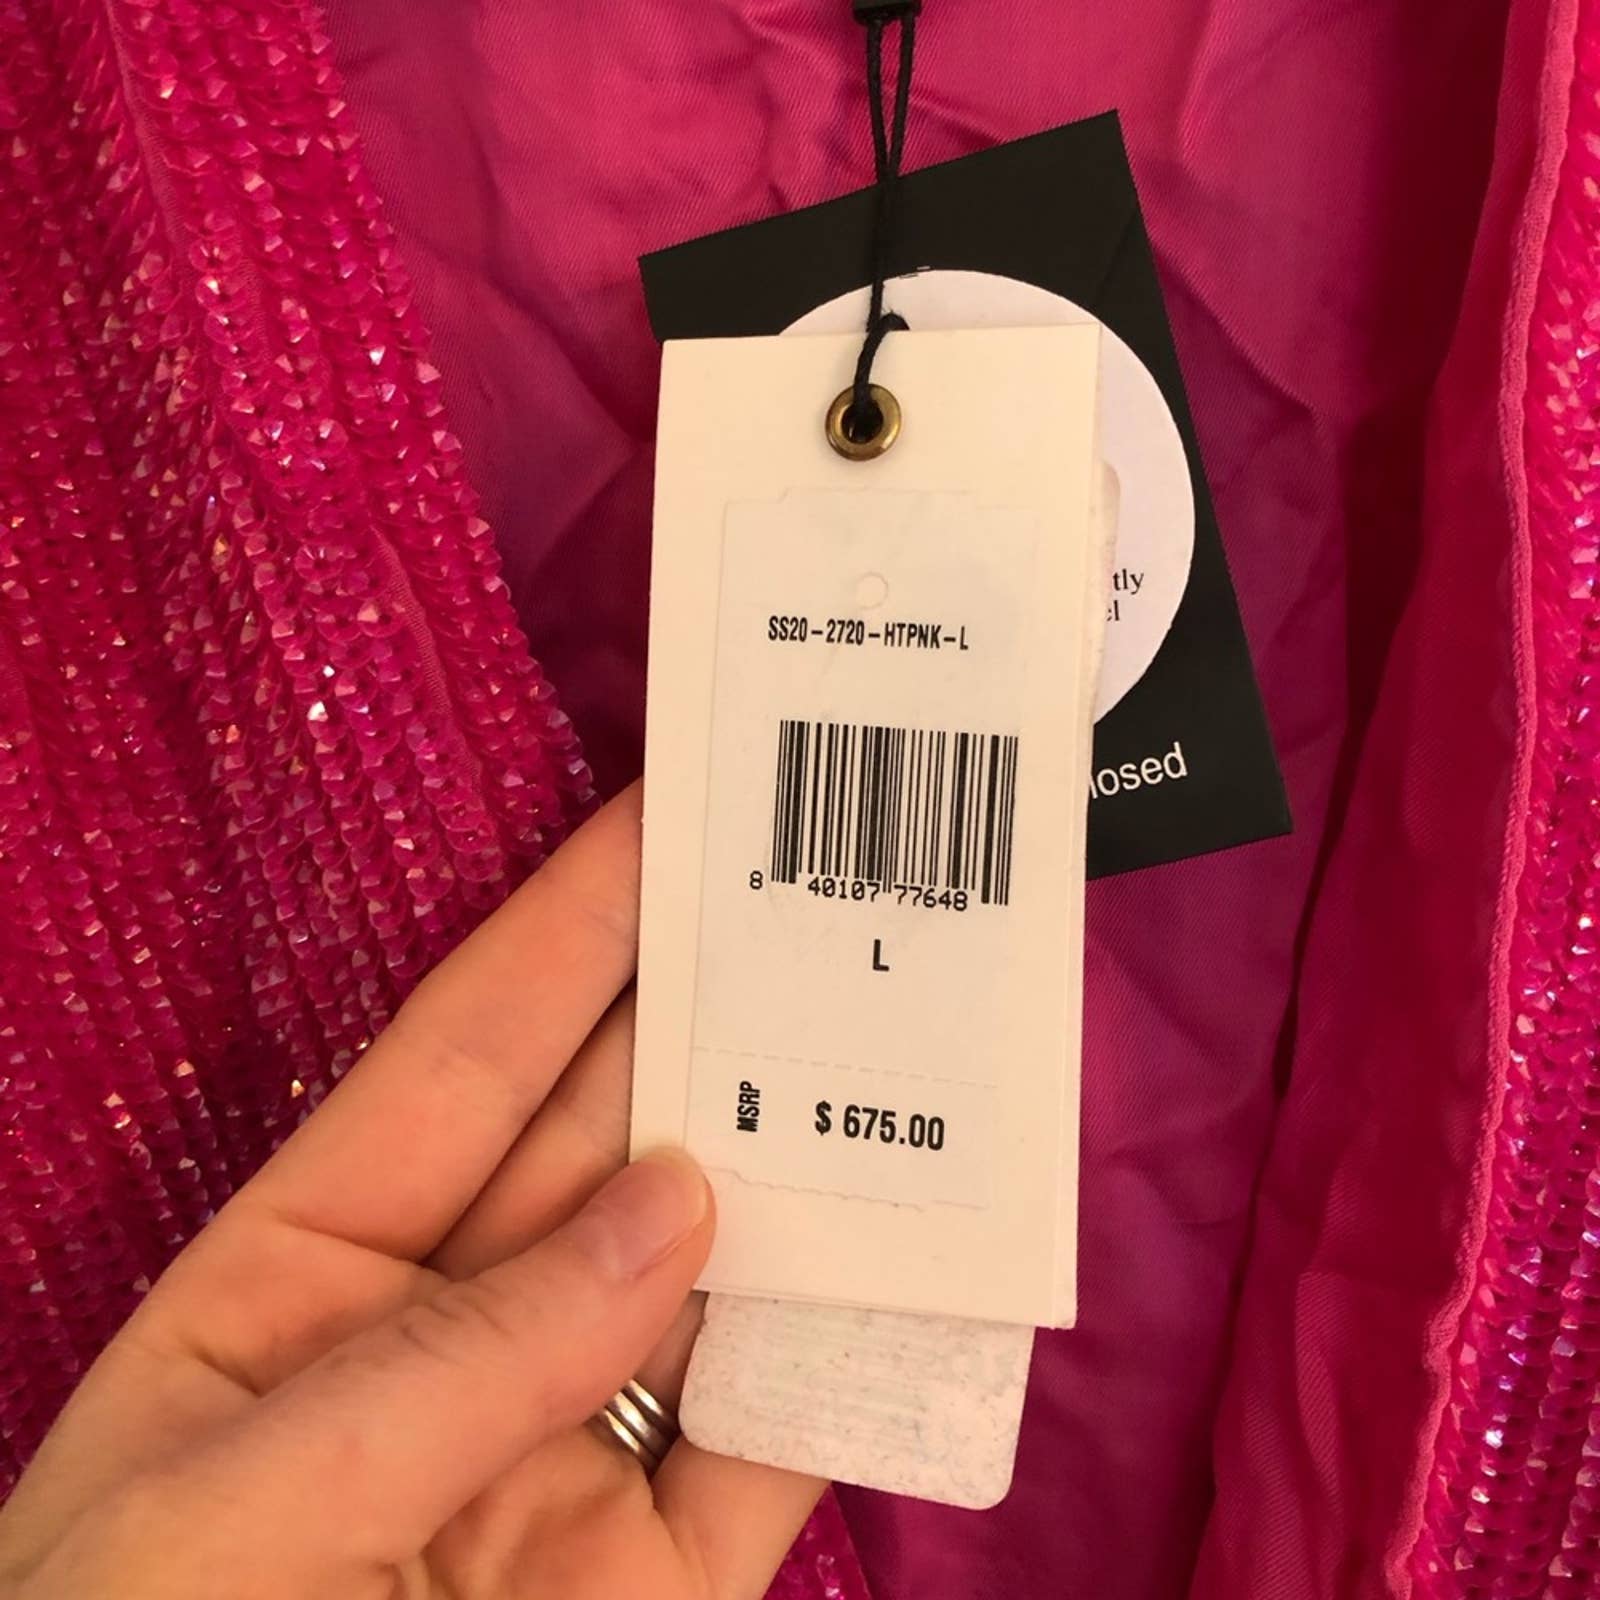 SS20-2720-HTPNK-L
8 40107 77648
L
MSRP $ 675.00
tly
el
losed